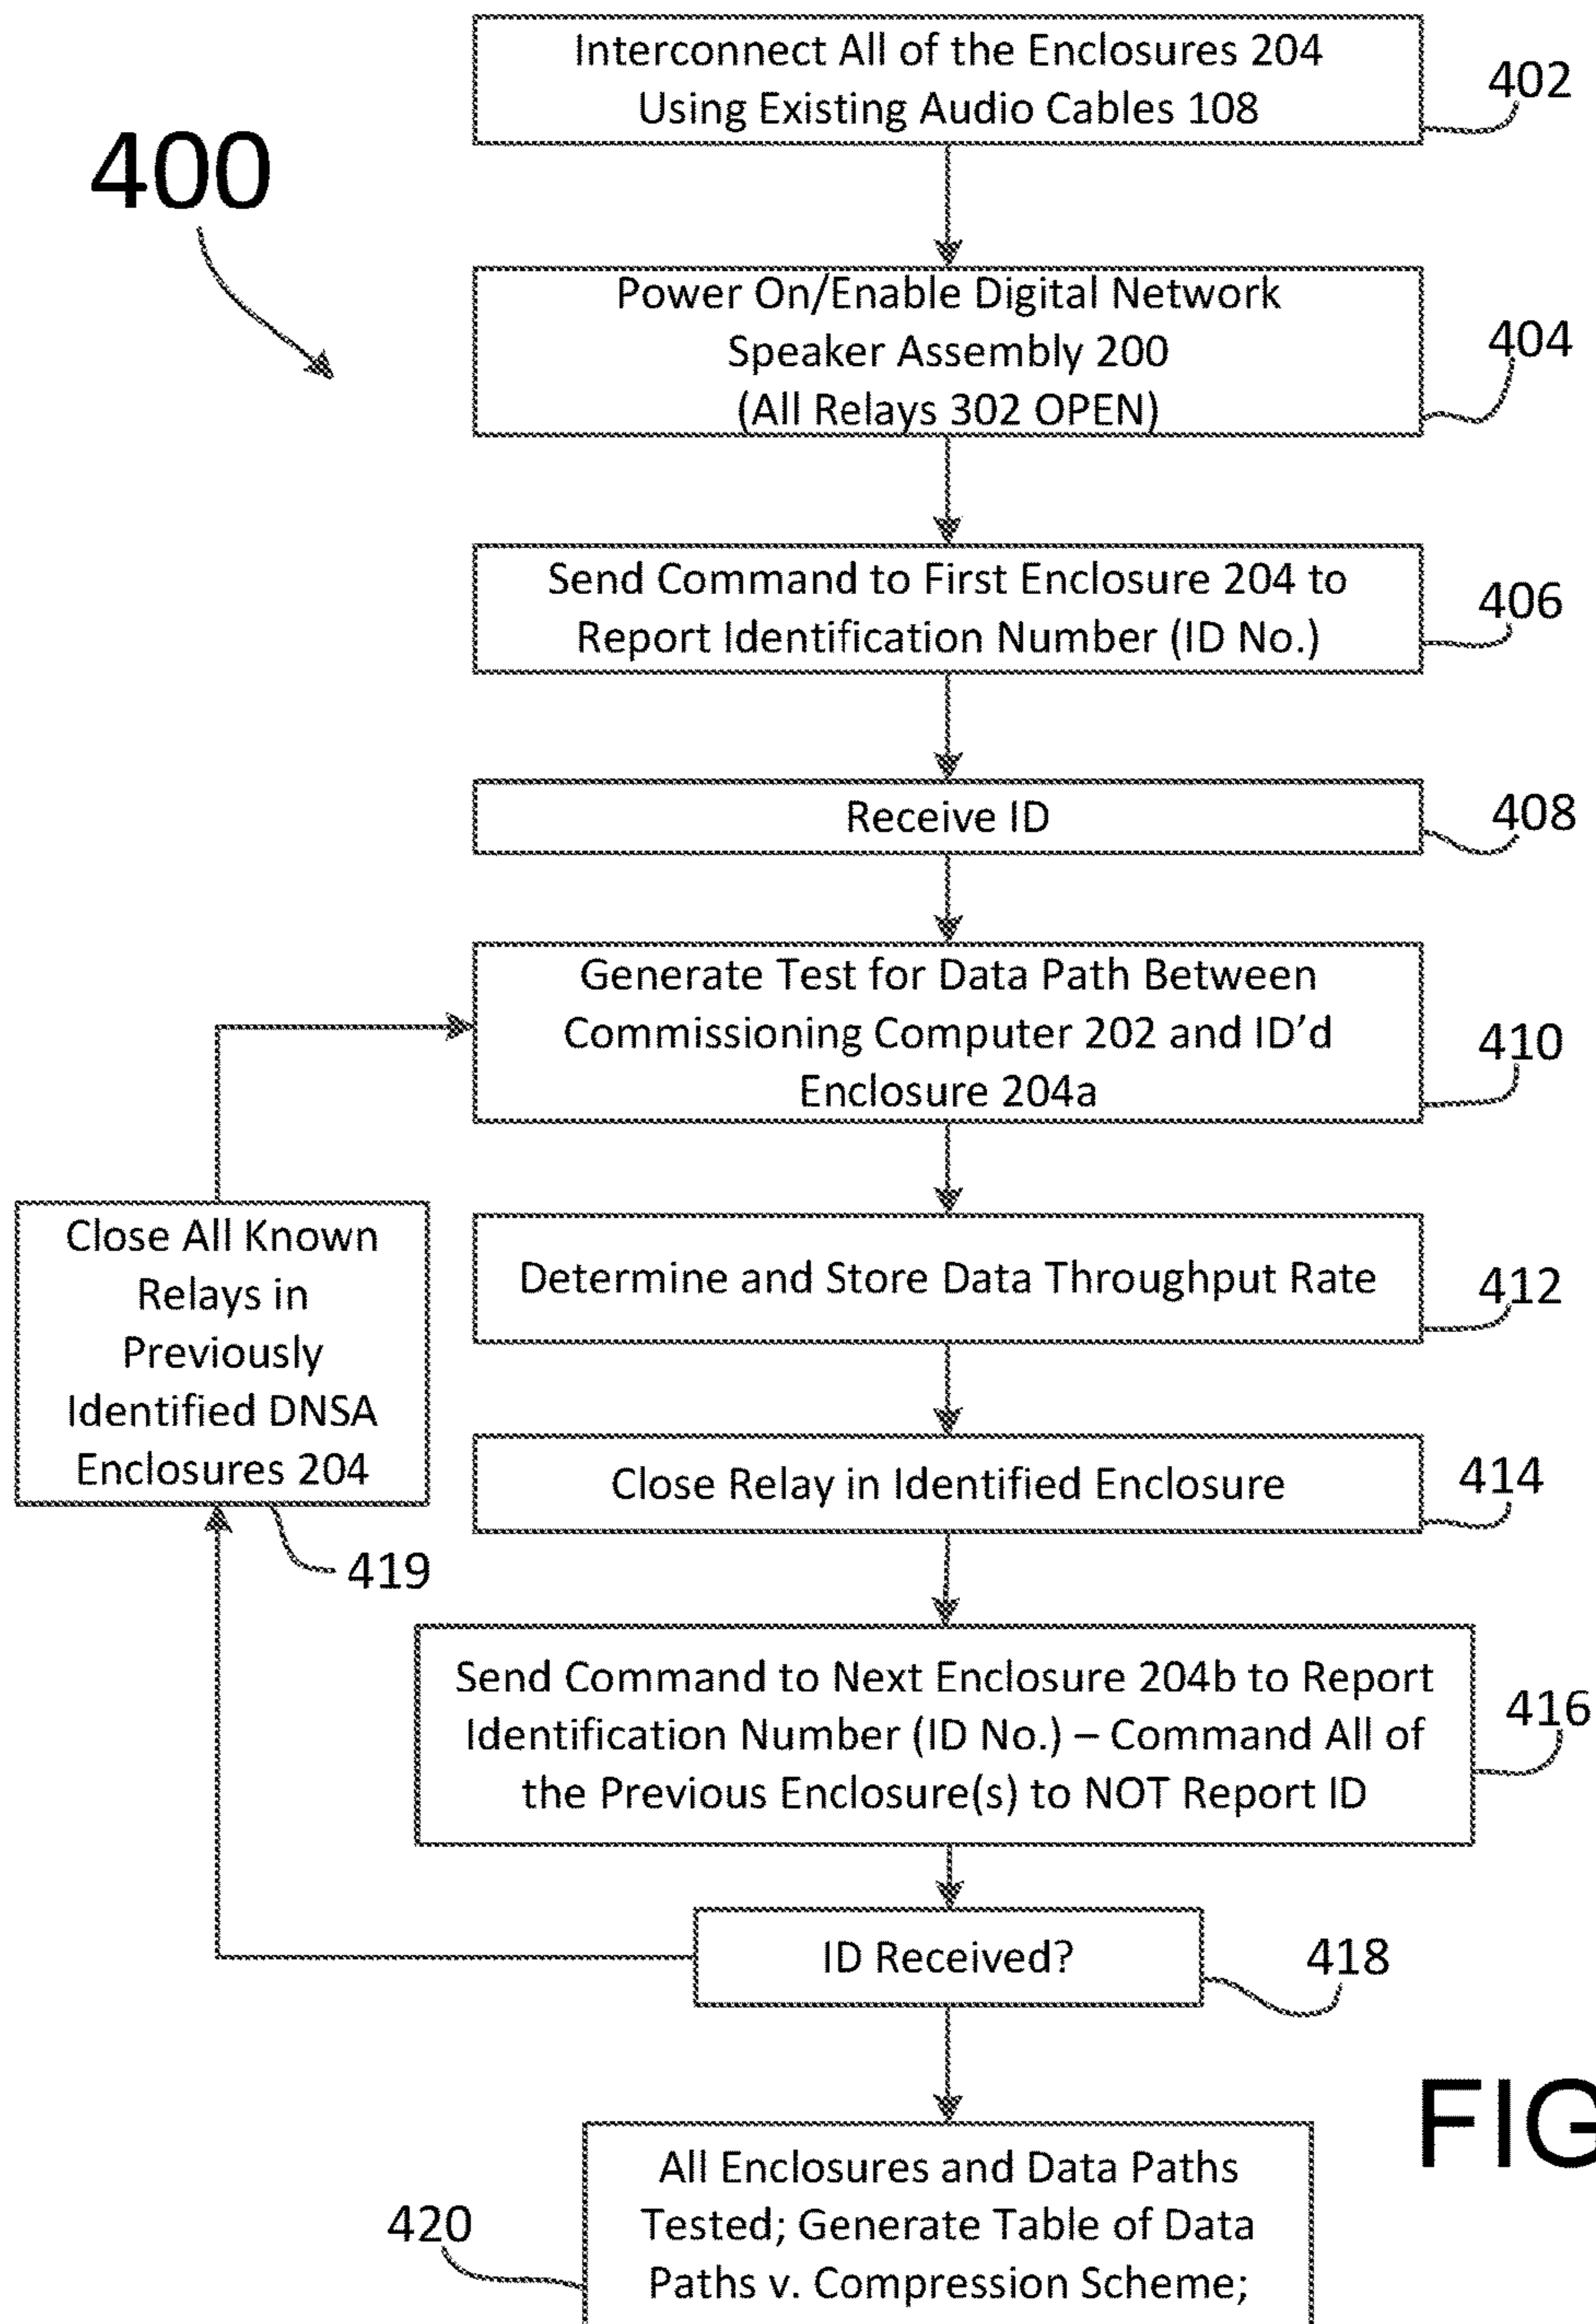 Interconnect All of the Enclosures 204
Using Existing Audio Cables 108
402
400
Power On/Enable Digital Network
Speaker Assembly 200
(All Relays 302 OPEN)
404
Send Command to First Enclosure 204 to
Report Identification Number (ID No.)
406
Receive ID
408
Generate Test for Data Path Between
Commissioning Computer 202 and ID'd
Enclosure 204a
410
Close All Known
Relays in
Previously
Identified DNSA
Enclosures 204
419
Determine and Store Data Throughput Rate
412
Close Relay in Identified Enclosure
414
Send Command to Next Enclosure 204b to Report
Identification Number (ID No.) – Command All of
the Previous Enclosure(s) to NOT Report ID
416
ID Received?
418
FIG
All Enclosures and Data Paths
Tested; Generate Table of Data
Paths v. Compression Scheme;
420